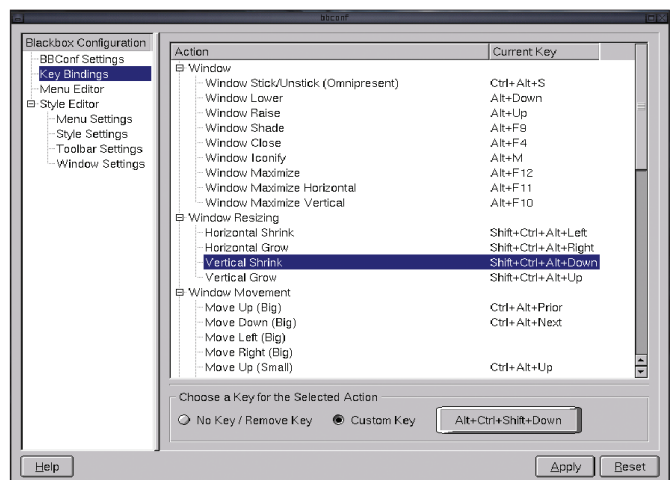 bbconf
Blackbox Configuration
BBConf Settings
Key Bindings
Menu Editor
Style Editor
Menu Settings
Style Settings
Toolbar Settings
Window Settings
Action Current Key
Window
Window Stick/Unstick (Omnipresent) Ctrl+Alt+S
Window Lower Alt+Down
Window Raise Alt+Up
Window Shade Alt+F9
Window Close Alt+F4
Window Iconify Alt+M
Window Maximize Alt+F12
Window Maximize Horizontal Alt+F11
Window Maximize Vertical Alt+F10
Window Resizing
Horizontal Shrink Shift+Ctrl+Alt+Left
Horizontal Grow Shift+Ctrl+Alt+Right
Vertical Shrink Shift+Ctrl+Alt+Down
Vertical Grow Shift+Ctrl+Alt+Up
Window Movement
Move Up (Big) Ctrl+Alt+Prior
Move Down (Big) Ctrl+Alt+Next
Move Left (Big)
Move Right (Big)
Move Up (Small) Ctrl+Alt+Up
Choose a Key for the Selected Action
No Key / Remove Key Custom Key Alt+Ctrl+Shift+Down
Help Apply Reset